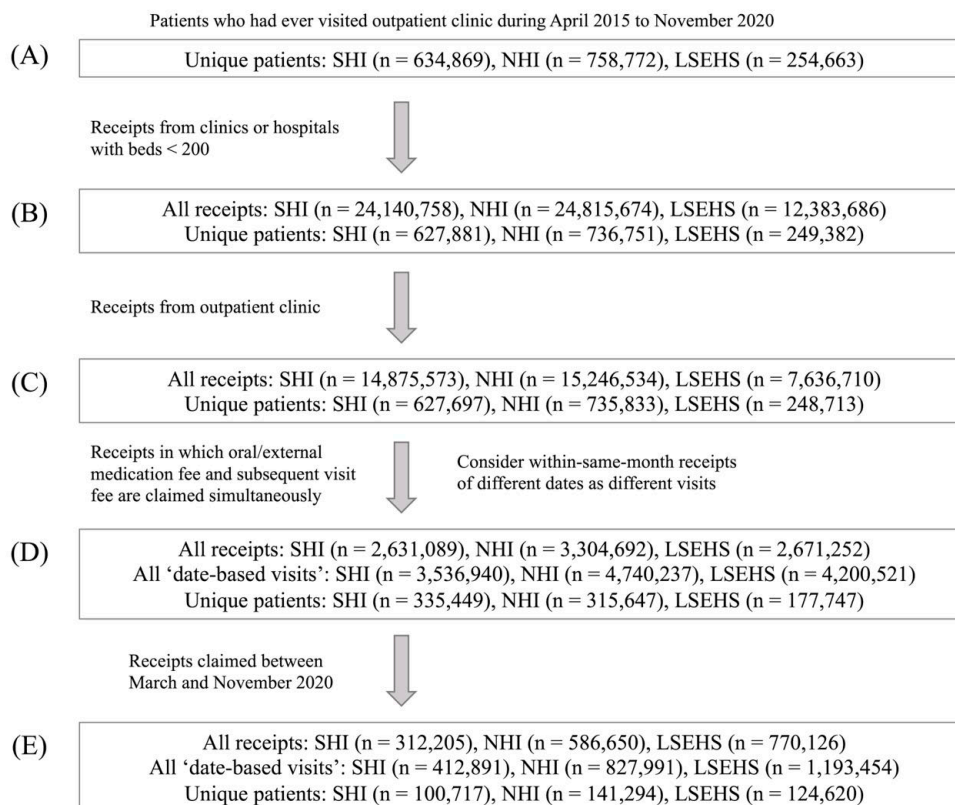 Patients who had ever visited outpatient clinic during April 2015 to November 2020
(A)
Unique patients: SHI (n = 634,869), NHI (n = 758,772), LSEHS (n = 254,663)
Receipts from clinics or hospitals
with beds < 200
(B)
All receipts: SHI (n = 24,140,758), NHI (n = 24,815,674), LSEHS (n = 12,383,686)
Unique patients: SHI (n = 627,881), NHI (n = 736,751), LSEHS (n = 249,382)
Receipts from outpatient clinic
(C)
All receipts: SHI (n = 14,875,573), NHI (n = 15,246,534), LSEHS (n = 7,636,710)
Unique patients: SHI (n = 627,697), NHI (n = 735,833), LSEHS (n = 248,713)
Receipts in which oral/external
medication fee and subsequent visit
fee are claimed simultaneously
Consider within-same-month receipts
of different dates as different visits
(D)
All receipts: SHI (n = 2,631,089), NHI (n = 3,304,692), LSEHS (n = 2,671,252)
All ‘date-based visits’: SHI (n = 3,536,940), NHI (n = 4,740,237), LSEHS (n = 4,200,521)
Unique patients: SHI (n = 335,449), NHI (n = 315,647), LSEHS (n = 177,747)
Receipts claimed between
March and November 2020
(E)
All receipts: SHI (n = 312,205), NHI (n = 586,650), LSEHS (n = 770,126)
All ‘date-based visits’: SHI (n = 412,891), NHI (n = 827,991), LSEHS (n = 1,193,454)
Unique patients: SHI (n = 100,717), NHI (n = 141,294), LSEHS (n = 124,620)